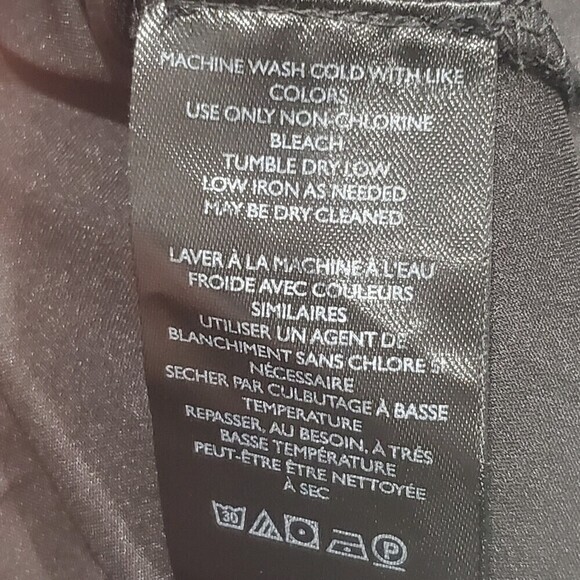 MACHINE WASH COLD WITH LIKE
COLORS
USE ONLY NON-CHLORINE
BLEACH
TUMBLE DRY LOW
LOW IRON AS NEEDED
MAY BE DRY CLEANED
LAVER À LA MACHINE À L'EAU
FROIDE AVEC COULEURS
SIMILAIRES
UTILISER UN AGENT DE
BLANCHIMENT SANS CHLORE SI
NÉCESSAIRE
SECHER PAR CULBUTAGE À BASSE
TEMPERATURE
REPASSER, AU BESOIN, À TRÈS
BASSE TEMPÉRATURE
PEUT-ÊTRE ÊTRE NETTOYÉE
À SEC
30 P